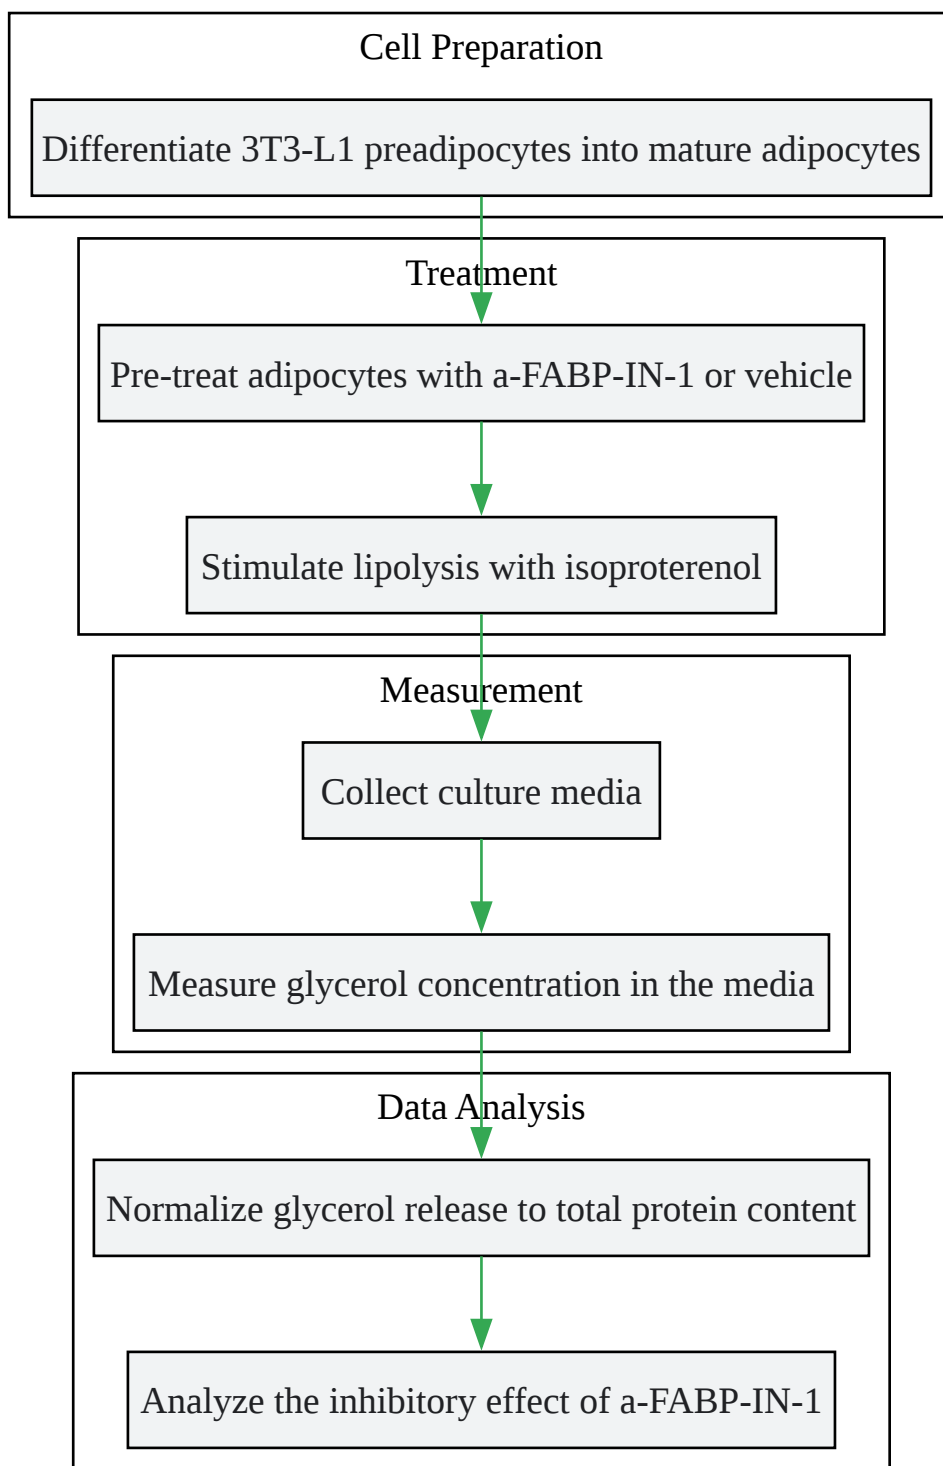 Cell Preparation
Differentiate 3T3-L1 preadipocytes into mature adipocytes
Treatment
Pre-treat adipocytes with a-FABP-IN-1 or vehicle
Stimulate lipolysis with isoproterenol
Measurement
Collect culture media
Measure glycerol concentration in the media
Data Analysis
Normalize glycerol release to total protein content
Analyze the inhibitory effect of a-FABP-IN-1